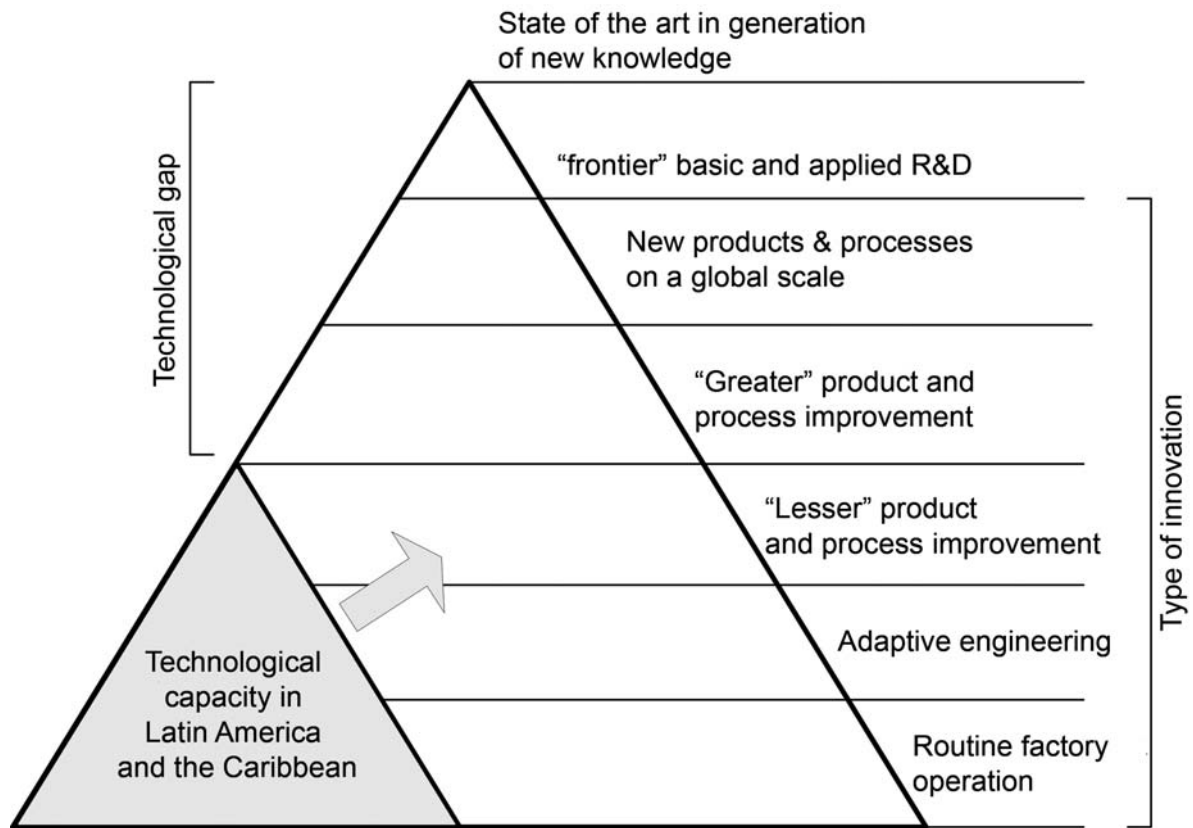 State of the art in generation
of new knowledge
Technological gap
“frontier” basic and applied R&D
New products & processes
on a global scale
“Greater” product and
process improvement
“Lesser” product
and process improvement
Type of innovation
Adaptive engineering
Technological
capacity in
Latin America
and the Caribbean
Routine factory
operation